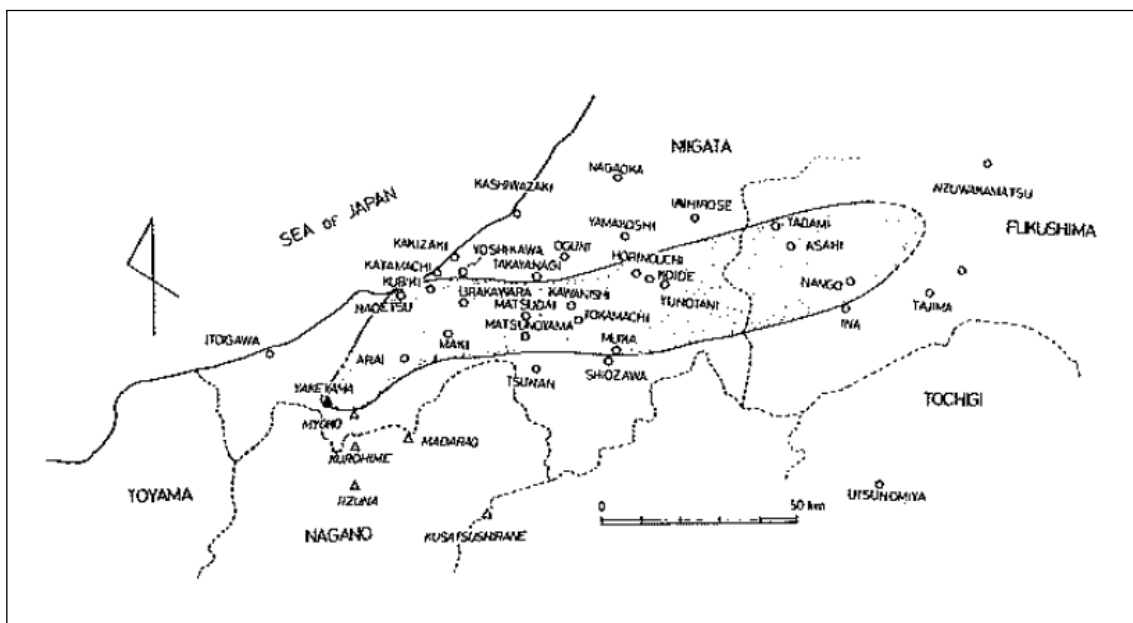 NIIGATA
NAGAOKA
AIZUWAKAMATSU
KASHIWAZAKI
SEA OF JAPAN
YAMAKOSHI
TADAMI
FUKUSHIMA
OGUNI
ASAHI
KAKIZAKI
YOSHIKAWA
TAKAYANAGI
HORINOUCHI
KATAMACHI
KOIDE
NANGO
KUBIKI
URAKAWARA
KAWANISHI
YUNOTANI
TAJIMA
NAOETSU
MATSUDAI
TOKAMACHI
INA
ITOIGAWA
MATSUNOYAMA
MAKI
MUIKA
ARAI
TSUNAN
SHIOZAWA
YAKEYAMA
TOCHIGI
MYOKO
MADARAO
KUROHIME
TOYAMA
IIZUNA
UTSUNOMIYA
0 50 km
NAGANO
KUSATSUSHIRANE